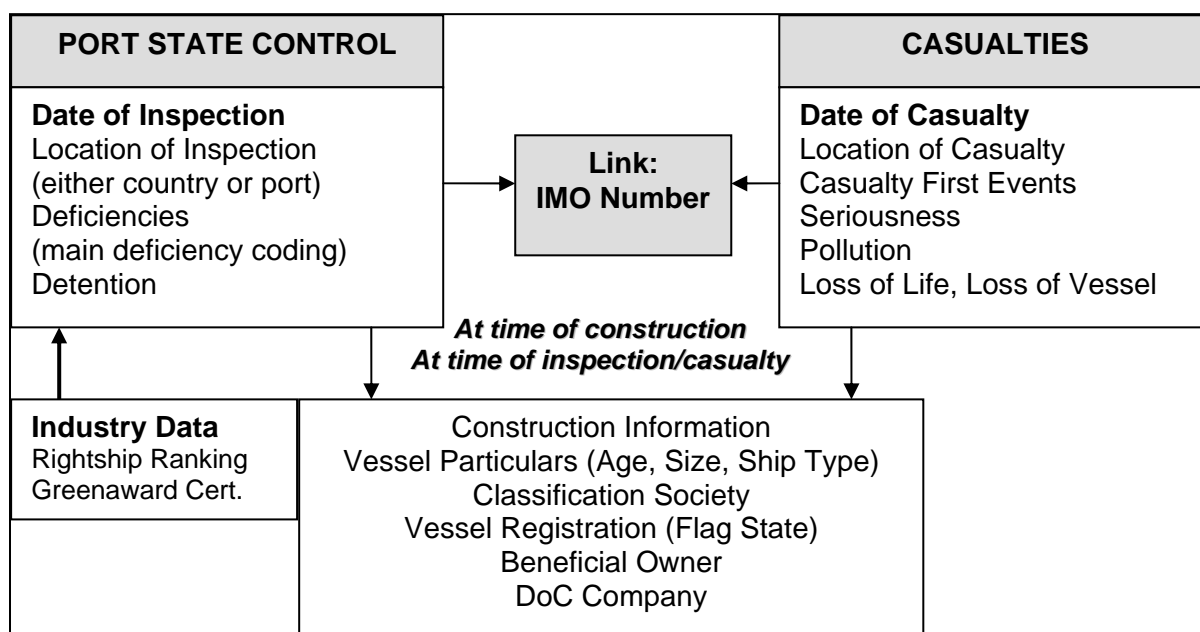 PORT STATE CONTROL
Date of Inspection
Location of Inspection
(either country or port)
Deficiencies
(main deficiency coding)
Detention
Link:
IMO Number
CASUALTIES
Date of Casualty
Location of Casualty
Casualty First Events
Seriousness
Pollution
Loss of Life, Loss of Vessel
At time of construction
At time of inspection/casualty
Industry Data
Rightship Ranking
Greenaward Cert.
Construction Information
Vessel Particulars (Age, Size, Ship Type)
Classification Society
Vessel Registration (Flag State)
Beneficial Owner
DoC Company